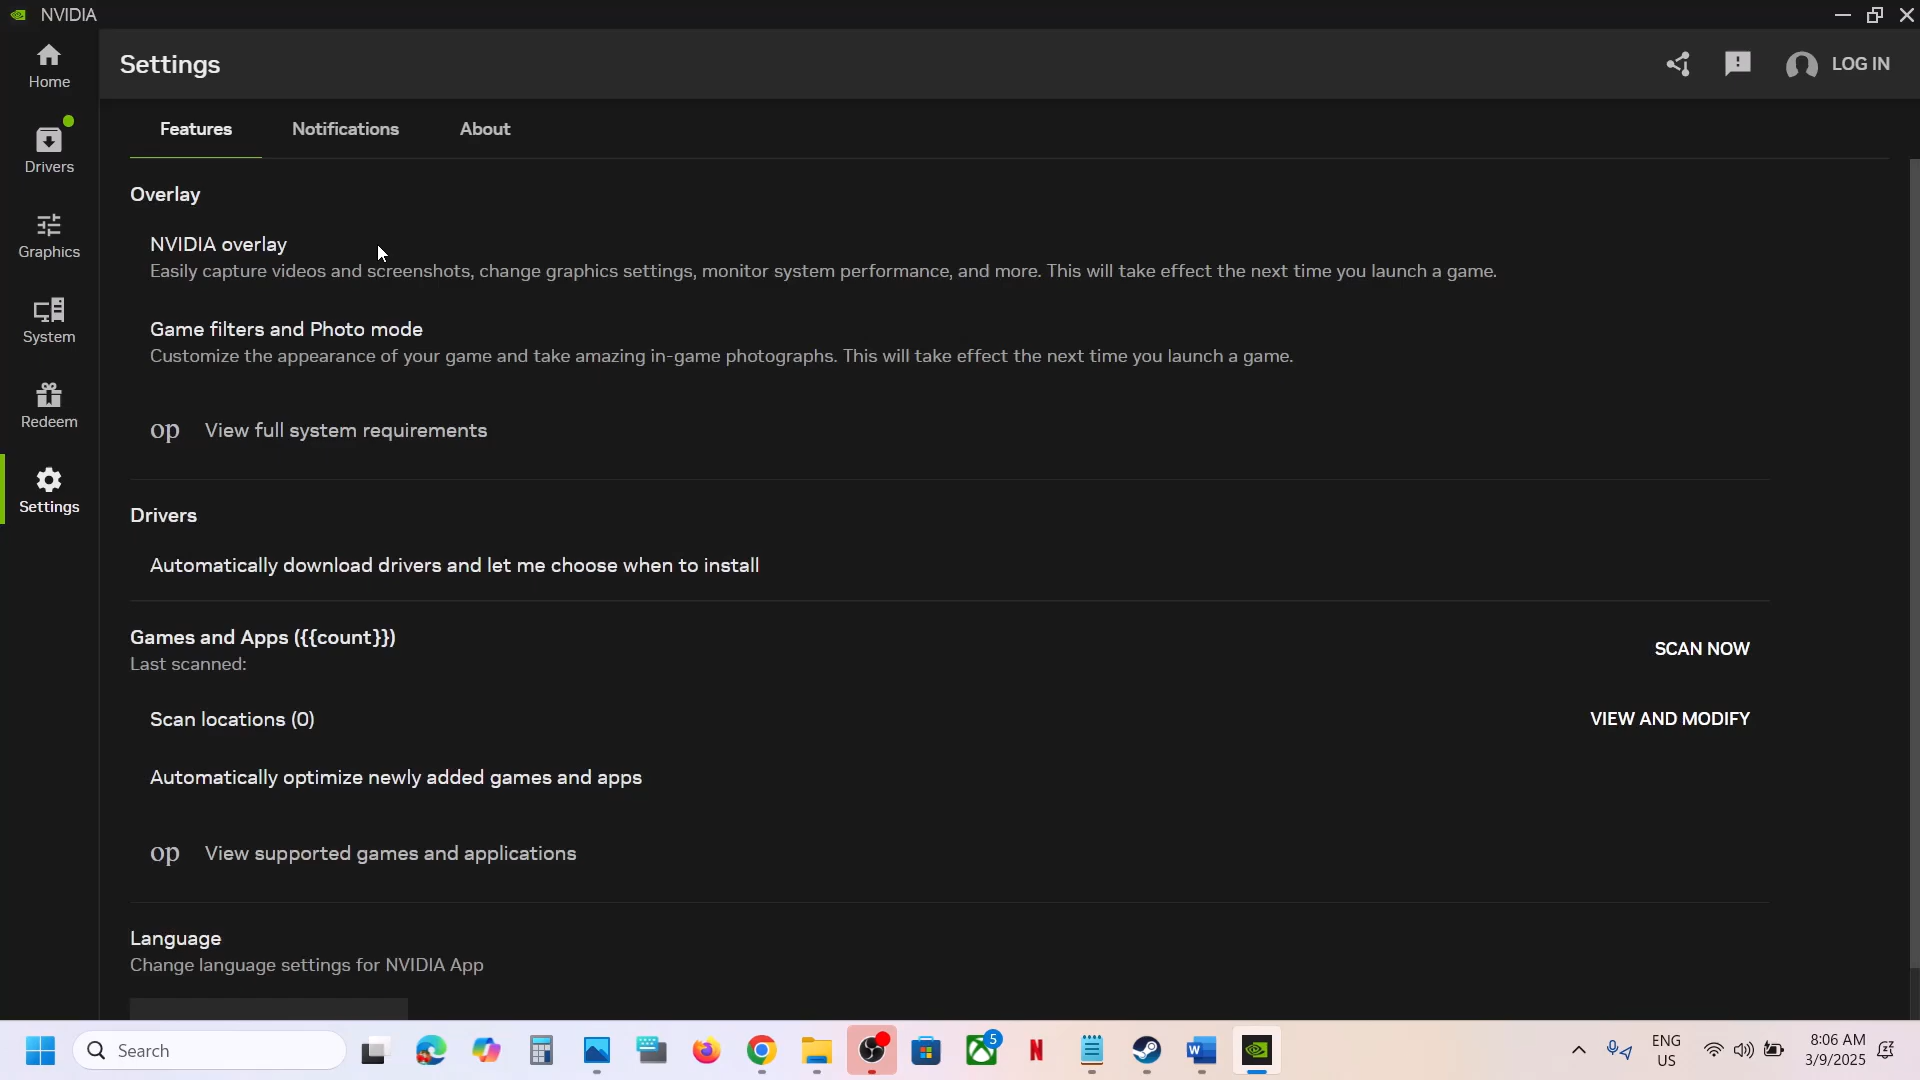 NVIDIA
Home
Settings
LOG IN
Drivers
Graphics
System
Redeem
Settings
Features
Notifications
About
Overlay
NVIDIA overlay
Easily capture videos and screenshots, change graphics settings, monitor system performance, and more. This will take effect the next time you launch a game.
Game filters and Photo mode
Customize the appearance of your game and take amazing in-game photographs. This will take effect the next time you launch a game.
op View full system requirements
Drivers
Automatically download drivers and let me choose when to install
Games and Apps ({{count}})
Last scanned:
SCAN NOW
Scan locations (0)
VIEW AND MODIFY
Automatically optimize newly added games and apps
op View supported games and applications
Language
Change language settings for NVIDIA App
Search
5
N
W
ENG
US
8:06 AM
3/9/2025